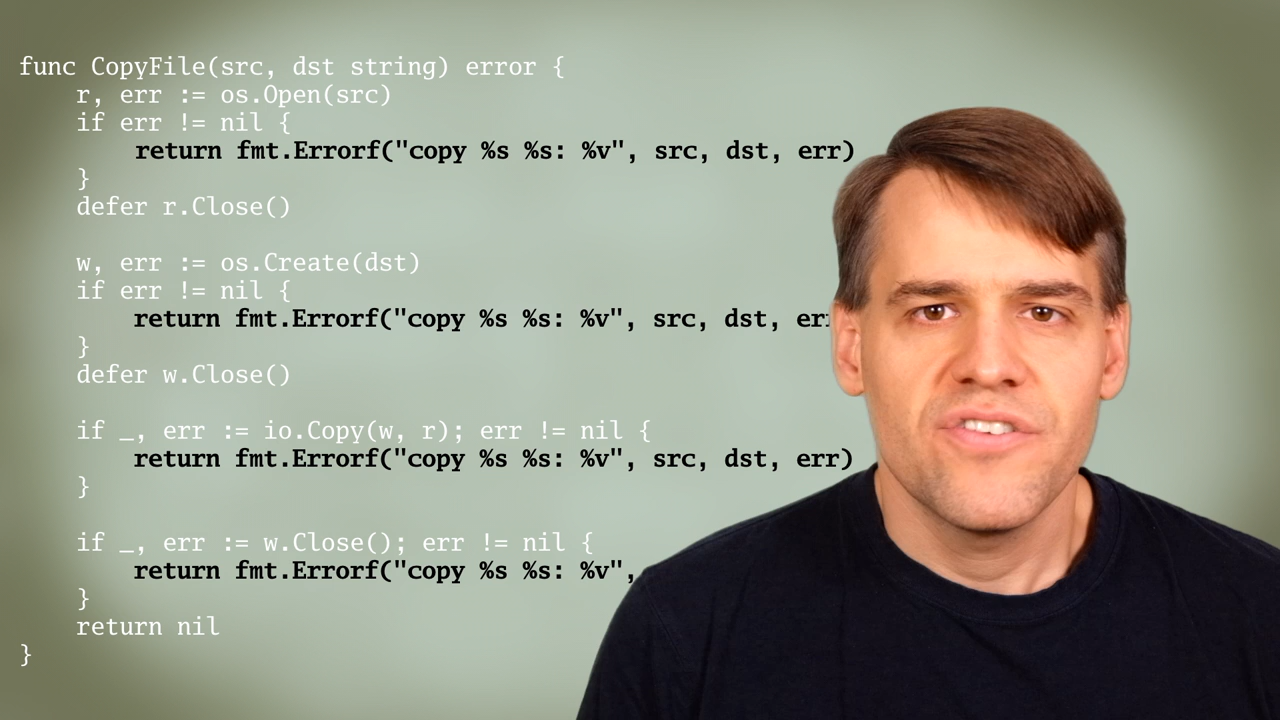 func CopyFile(src, dst string) error {
    r, err := os.Open(src)
    if err != nil {
        return fmt.Errorf("copy %s %s: %v", src, dst, err)
    }
    defer r.Close()

    w, err := os.Create(dst)
    if err != nil {
        return fmt.Errorf("copy %s %s: %v", src, dst, er
    }
    defer w.Close()

    if _, err := io.Copy(w, r); err != nil {
        return fmt.Errorf("copy %s %s: %v", src, dst, err)
    }

    if _, err := w.Close(); err != nil {
        return fmt.Errorf("copy %s %s: %v",
    }
    return nil
}